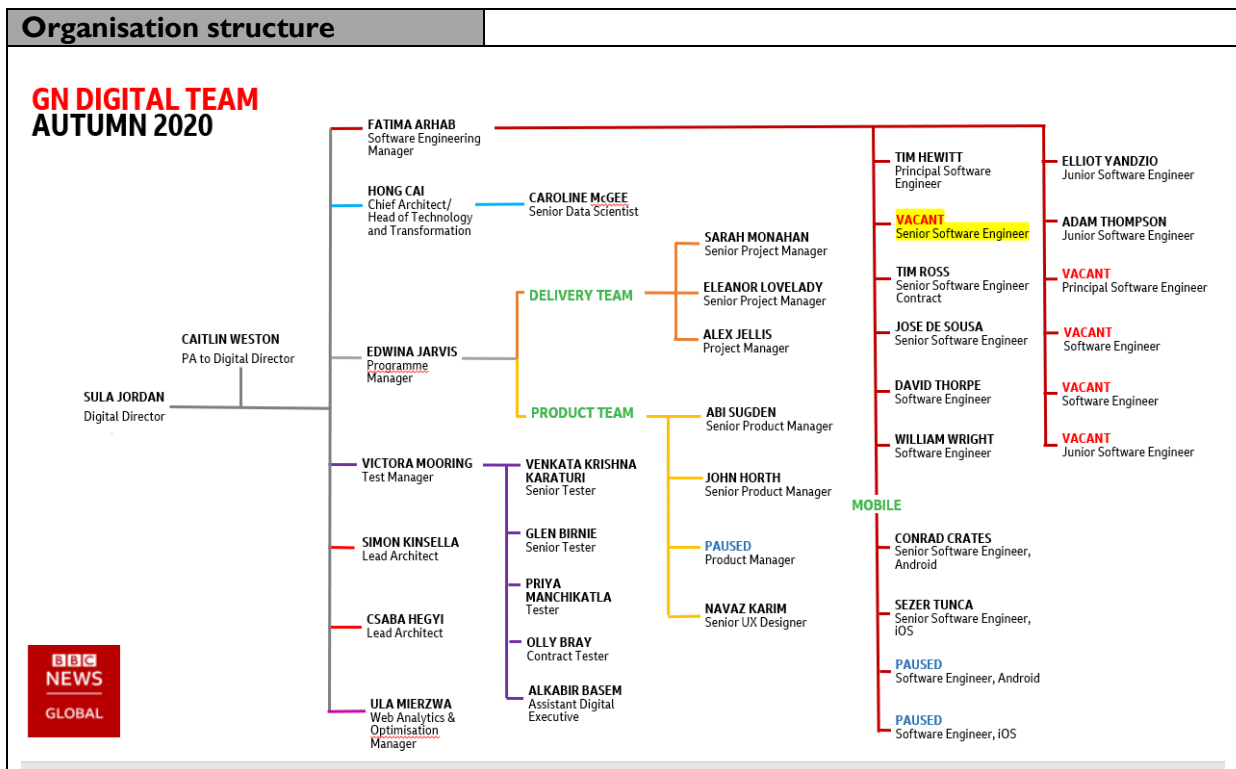 Organisation structure
GN DIGITAL TEAM
AUTUMN 2020
SULA JORDAN
Digital Director
CAITLIN WESTON
PA to Digital Director
FATIMA ARHAB
Software Engineering
Manager
HONG CAI
Chief Architect/
Head of Technology
and Transformation
CAROLINE McGEE
Senior Data Scientist
EDWINA JARVIS
Programme
Manager
DELIVERY TEAM
SARAH MONAHAN
Senior Project Manager
ELEANOR LOVELADY
Senior Project Manager
ALEX JELLIS
Project Manager
PRODUCT TEAM
ABI SUGDEN
Senior Product Manager
JOHN HORTH
Senior Product Manager
PAUSED
Product Manager
NAVAZ KARIM
Senior UX Designer
VICTORA MOORING
Test Manager
VENKATA KRISHNA
KARATURI
Senior Tester
GLEN BIRNIE
Senior Tester
PRIYA
MANCHIKATLA
Tester
OLLY BRAY
Contract Tester
ALKABIR BASEM
Assistant Digital
Executive
SIMON KINSELLA
Lead Architect
CSABA HEGYI
Lead Architect
ULA MIERZWA
Web Analytics &
Optimisation
Manager
TIM HEWITT
Principal Software
Engineer
VACANT
Senior Software Engineer
TIM ROSS
Senior Software Engineer
Contract
JOSE DE SOUSA
Senior Software Engineer
DAVID THORPE
Software Engineer
WILLIAM WRIGHT
Software Engineer
MOBILE
CONRAD CRATES
Senior Software Engineer,
Android
SEZER TUNCA
Senior Software Engineer,
iOS
PAUSED
Software Engineer, Android
PAUSED
Software Engineer, iOS
ELLIOT YANDZIO
Junior Software Engineer
ADAM THOMPSON
Junior Software Engineer
VACANT
Principal Software Engineer
VACANT
Software Engineer
VACANT
Software Engineer
VACANT
Junior Software Engineer
BBC
NEWS
GLOBAL